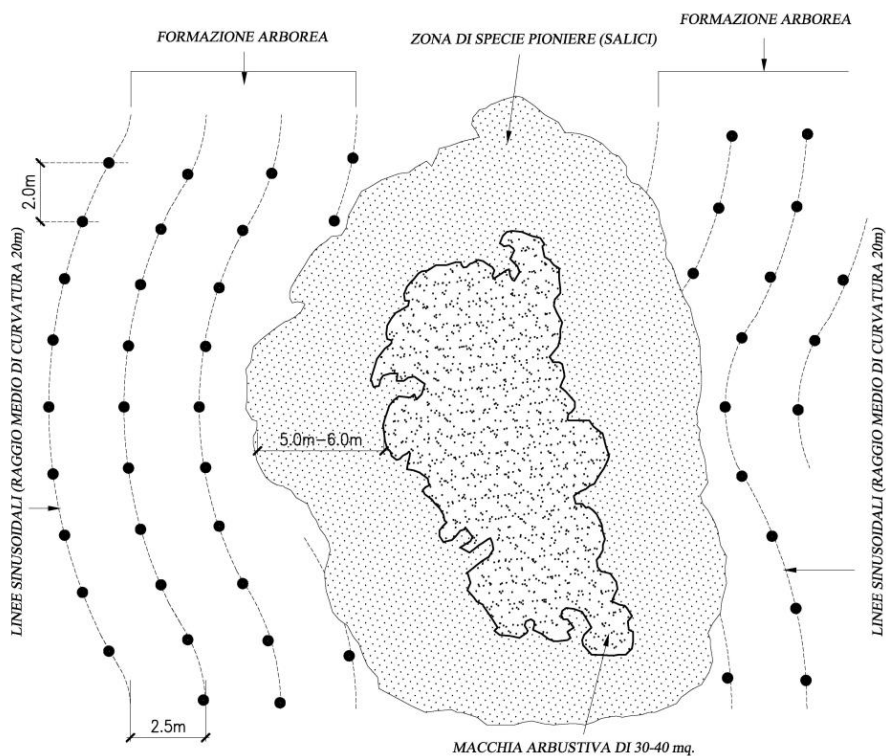 FORMAZIONE ARBOREA
ZONA DI SPECIE PIONIERE (SALICI)
FORMAZIONE ARBOREA
2.0m
LINEE SINUSOIDALI (RAGGIO MEDIO DI CURVATURA 20m)
5.0m-6.0m
LINEE SINUSOIDALI (RAGGIO MEDIO DI CURVATURA 20m)
2.5m
MACCHIA ARBUSTIVA DI 30-40 mq.